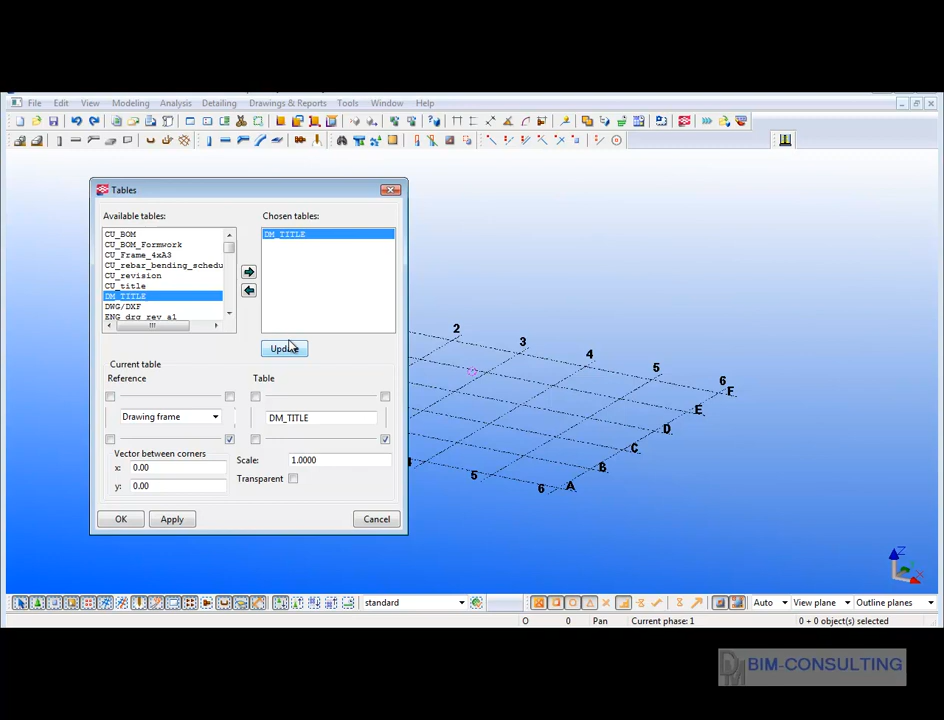 File Edit View Modeling Analysis Detailing Drawings & Reports Tools Window Help
Tables
Available tables:
Chosen tables:
CU_BOM
CU_BOM_Formwork
CU_Frame_4xA3
CU_rebar_bending_schedu
CU_revision
CU_title
DM_TITLE
DWG/DXF
ENG_drg_rev_a1
DM_TITLE
Update
Current table
Reference
Table
Drawing frame
DM_TITLE
Vector between corners
x: 0.00
y: 0.00
Scale: 1.0000
Transparent
OK
Apply
Cancel
2
3
4
5
6
F
E
D
C
B
A
4
5
6
Z
x
standard
Auto
View plane
Outline planes
O 0 Pan Current phase: 1 0 + 0 object(s) selected
DM BIM-CONSULTING